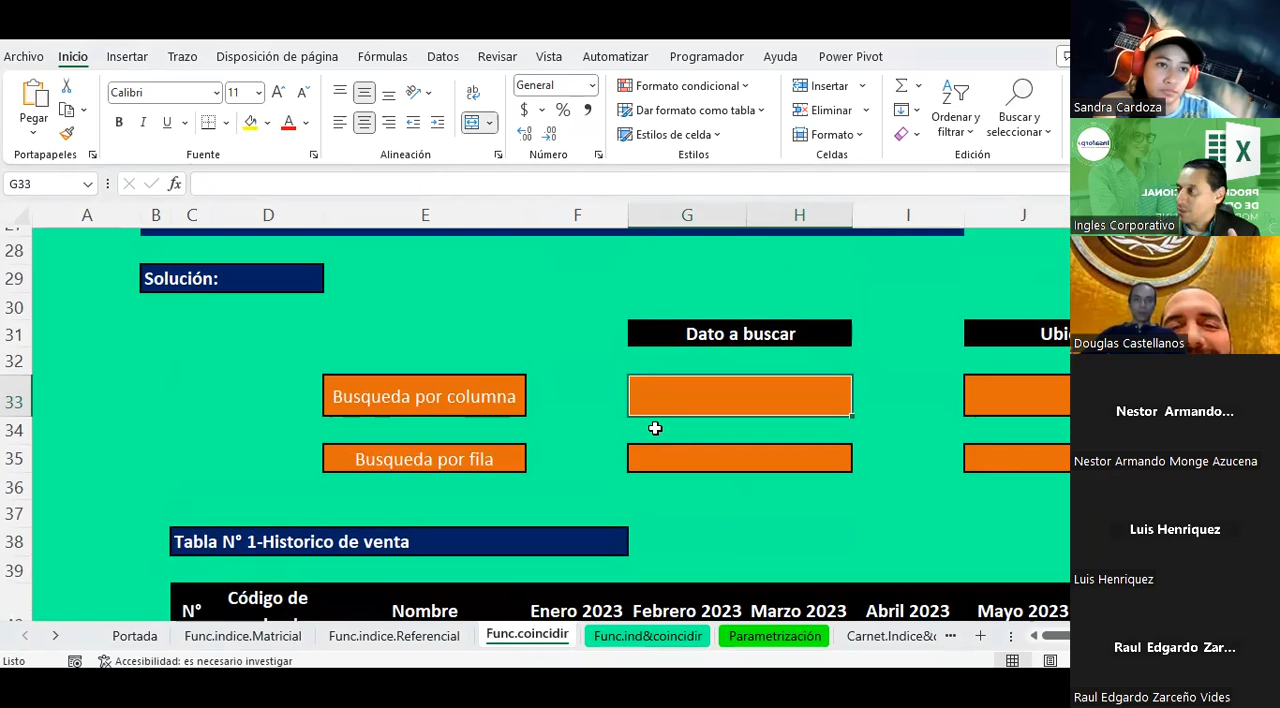 Archivo Inicio Insertar Trazo Disposición de página Fórmulas Datos Revisar Vista Automatizar Programador Ayuda Power Pivot
Pegar
Calibri 11
General
Formato condicional
Dar formato como tabla
Estilos de celda
Insertar
Eliminar
Formato
Ordenar y filtrar
Buscar y seleccionar
Portapapeles Fuente Alineación Número Estilos Celdas Edición
G33
fx
A B C D E F G H I J
28
29 Solución:
30
31 Dato a buscar
32
33 Busqueda por columna
34
35 Busqueda por fila
36
37
38 Tabla N° 1-Historico de venta
39
Código de
N° Nombre Enero 2023 Febrero 2023 Marzo 2023 Abril 2023 Mayo 2023
Portada Func.indice.Matricial Func.indice.Referencial Func.coincidir Func.ind&coincidir Parametrización Carnet.Indice&c
Listo Accesibilidad: es necesario investigar
Sandra Cardoza
Ingles Corporativo
Douglas Castellanos
Nestor Armando...
Nestor Armando Monge Azucena
Luis Henriquez
Luis Henriquez
Raul Edgardo Zar...
Raul Edgardo Zarceño Vides